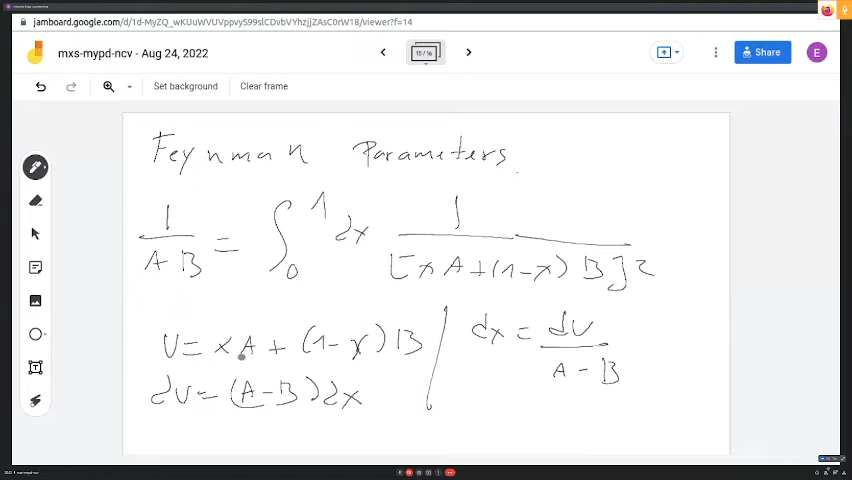 jamboard.google.com/d/1d-MyZQ_ykUuWVUVppvyS99slCDvbVYhzjjZAsC0rW18/viewer?f=14
mxs-mypd-ncv - Aug 24, 2022
15 / 16
Share
E
Set background
Clear frame
Feynman Parameters.
1/(AB) = ∫₀¹ dx 1/[xA+(1-x)B]²
U = xA + (1-x)B | dx = dU/(A-B)
dU = (A-B)dx